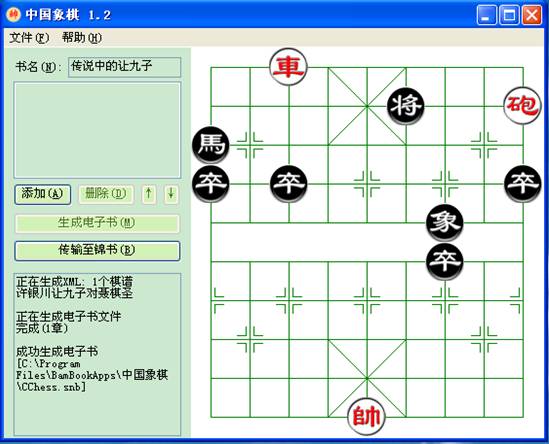 中国象棋 1.2
文件(F) 帮助(H)
书名(N): 传说中的让九子
添加(A) 删除(D) ↑ ↓
生成电子书(M)
传输至锦书(B)
正在生成XML: 1个棋谱
许银川让九子对聂棋圣
正在生成电子书文件
完成(1章)
成功生成电子书
[C:\Program
Files\BamBookApps\中国象棋
\CChess.snb]
車
将 砲
馬
卒 卒 卒
象
卒
帥